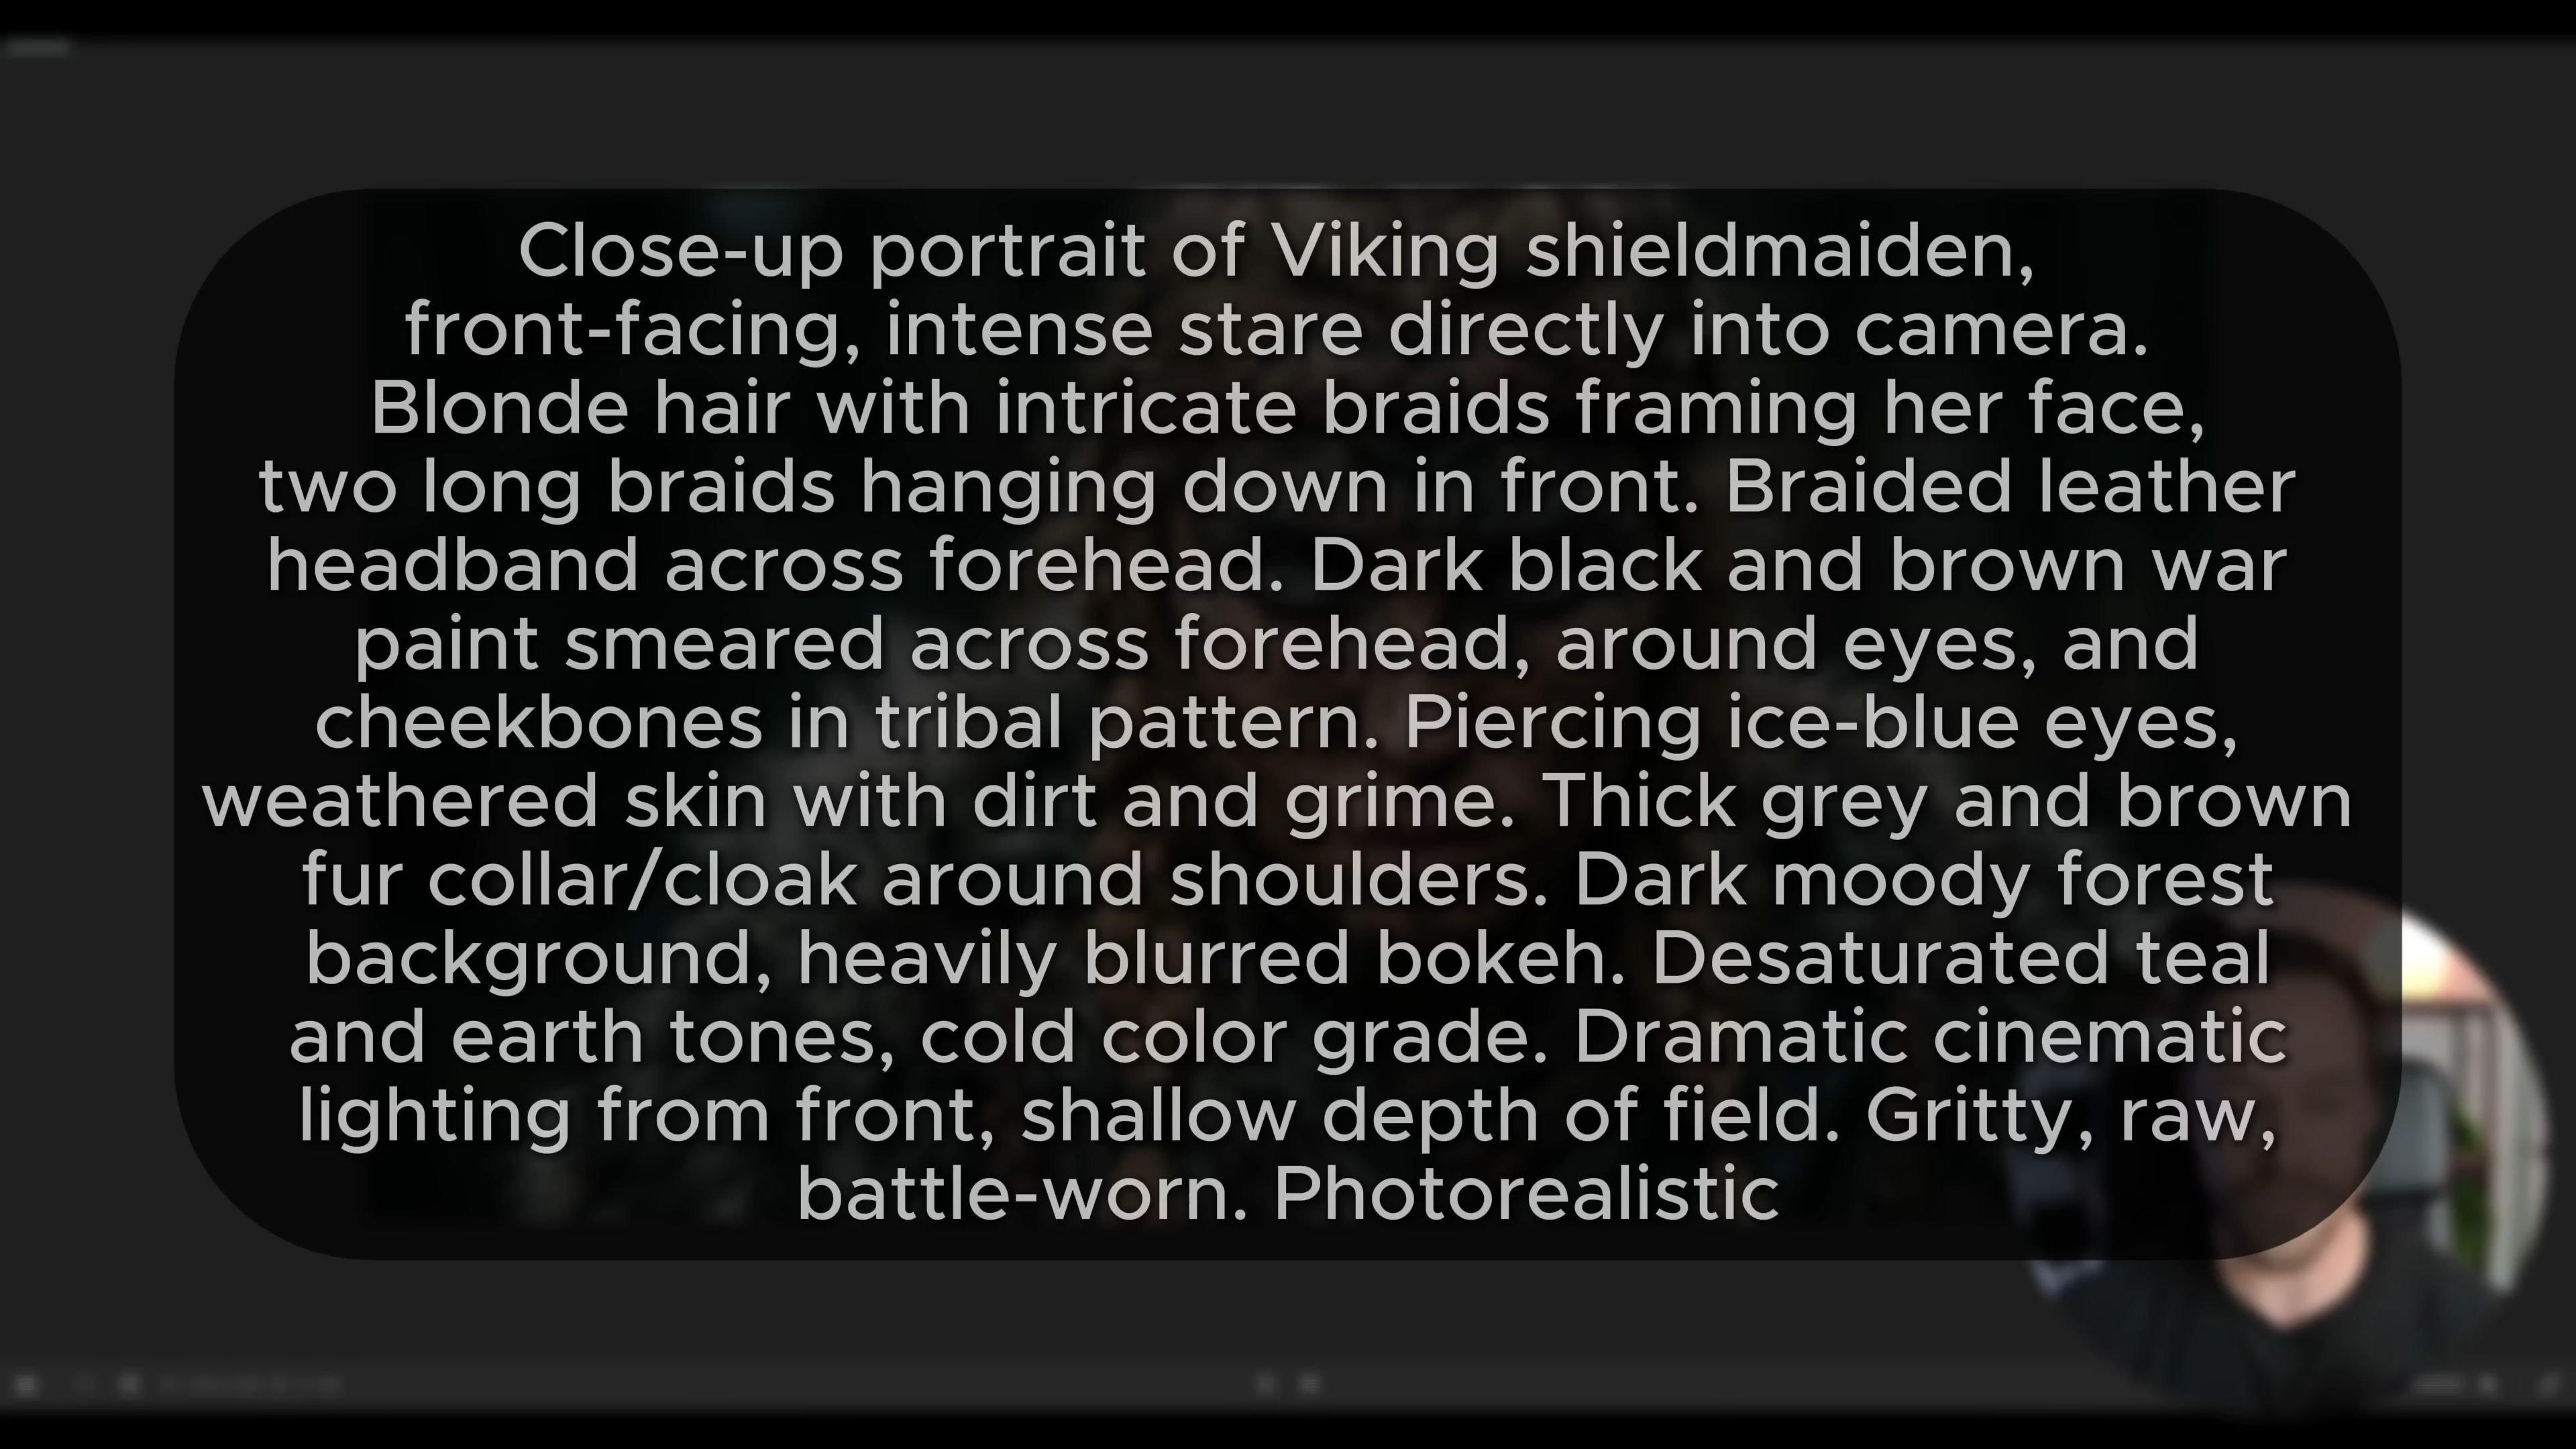 Close-up portrait of Viking shieldmaiden,
front-facing, intense stare directly into camera.
Blonde hair with intricate braids framing her face,
two long braids hanging down in front. Braided leather
headband across forehead. Dark black and brown war
paint smeared across forehead, around eyes, and
cheekbones in tribal pattern. Piercing ice-blue eyes,
weathered skin with dirt and grime. Thick grey and brown
fur collar/cloak around shoulders. Dark moody forest
background, heavily blurred bokeh. Desaturated teal
and earth tones, cold color grade. Dramatic cinematic
lighting from front, shallow depth of field. Gritty, raw,
battle-worn. Photorealistic